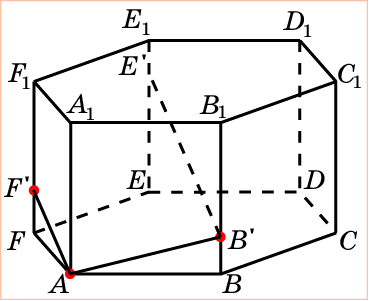 E₁ D₁
E'
F₁ C₁
A₁ B₁
F' E D
F B' C
A B